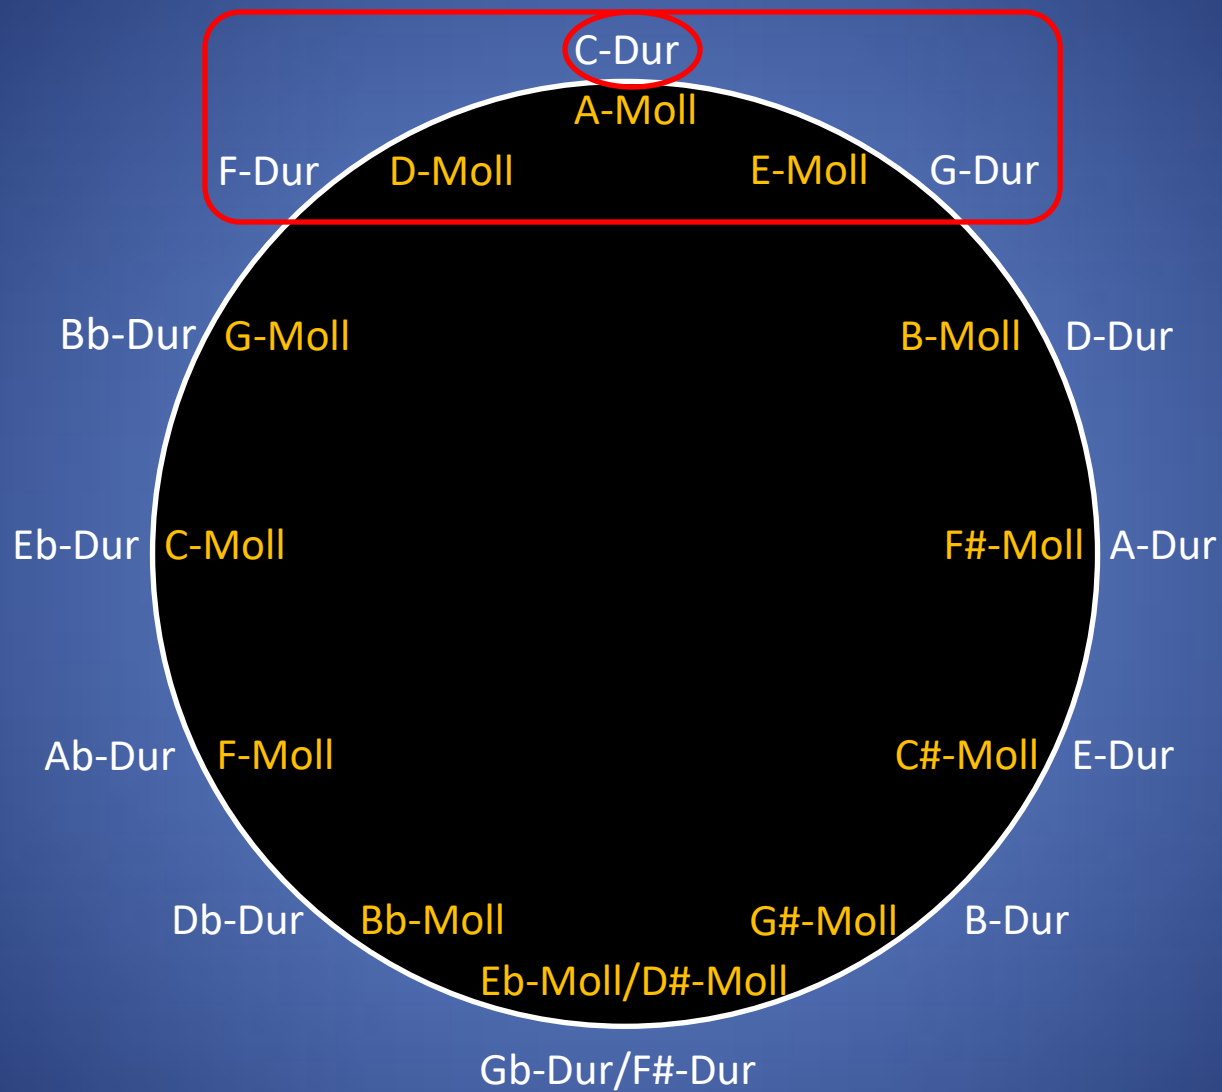 C-Dur
A-Moll
F-Dur D-Moll E-Moll G-Dur
Bb-Dur G-Moll B-Moll D-Dur
Eb-Dur C-Moll F#-Moll A-Dur
Ab-Dur F-Moll C#-Moll E-Dur
Db-Dur Bb-Moll G#-Moll B-Dur
Eb-Moll/D#-Moll
Gb-Dur/F#-Dur